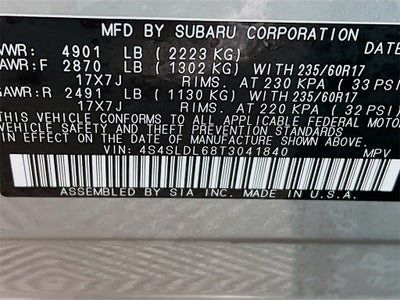 MFD BY SUBARU CORPORATION DATE
VWR: 4901 LB (2223 KG)
AWR:F 2870 LB (1302 KG) WITH 235/60R17
17X7J RIMS. AT 230 KPA (33 PSI)
GAWR:R 2491 LB (1130 KG) WITH 235/60R17
17X7J RIMS. AT 220 KPA (32 PSI)
THIS VEHICLE CONFORMS TO ALL APPLICABLE FEDERAL MOTOR
VEHICLE SAFETY AND THEFT PREVENTION STANDARDS
IN EFFECT ON THE DATE OF MANUFACTURE SHOWN ABOVE.
VIN: 4S4SLDL68T3041840 MPV
ASSEMBLED BY SIA INC. MADE IN U.S.A.